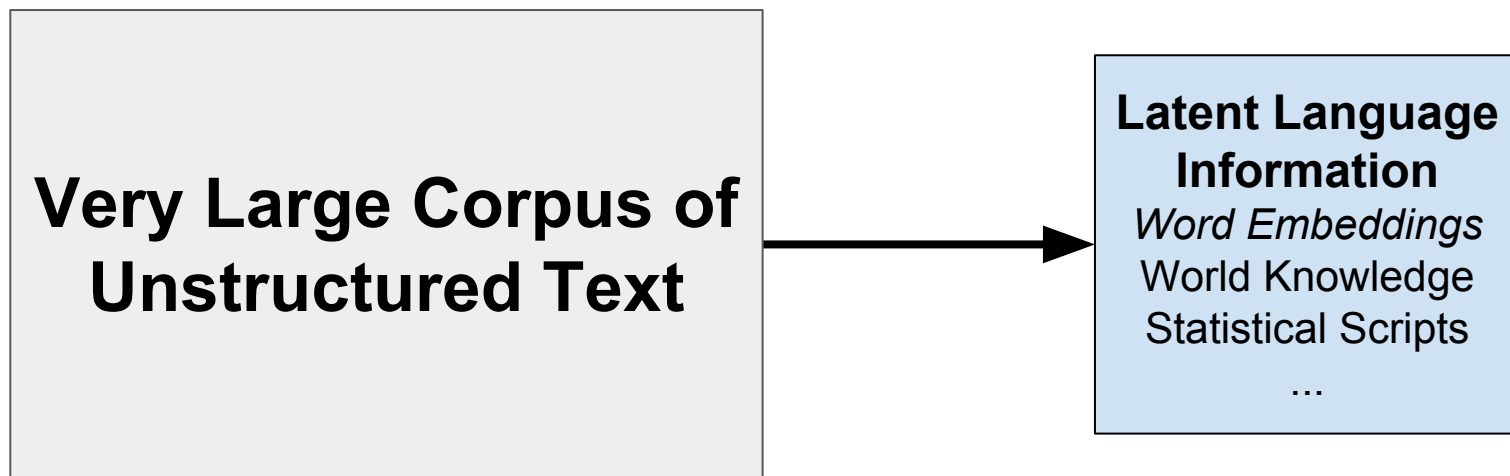 Very Large Corpus of
Unstructured Text
Latent Language
Information
Word Embeddings
World Knowledge
Statistical Scripts
...